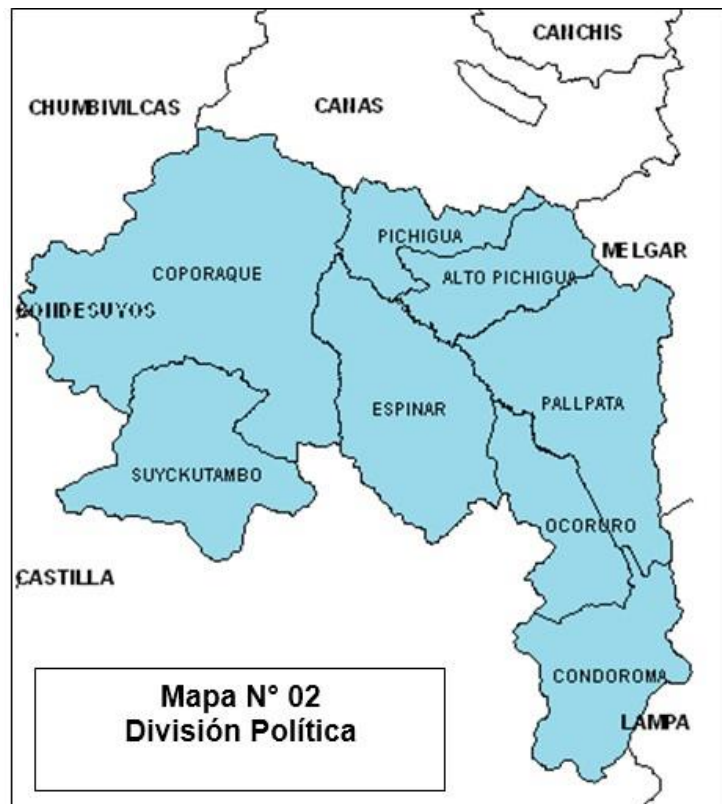 CANCHIS
CHUMBIVILCAS
CANAS
PICHIGUA
MELGAR
COPORAQUE
ALTO PICHIGUA
CONDESUYOS
ESPINAR
PALLPATA
SUYCKUTAMBO
OCORURO
CASTILLA
CONDOROMA
LAMPA
Mapa N° 02
División Política